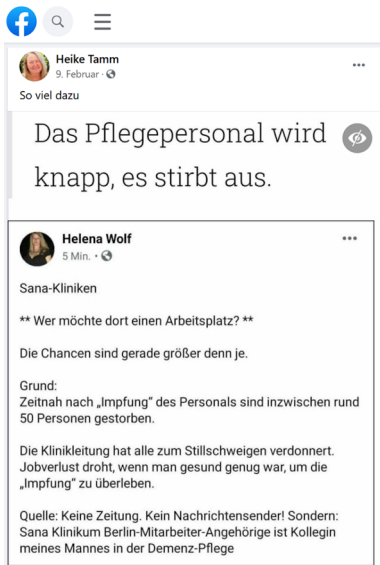 Heike Tamm
9. Februar ·
So viel dazu
Das Pflegepersonal wird
knapp, es stirbt aus.
Helena Wolf
5 Min. ·
Sana-Kliniken
** Wer möchte dort einen Arbeitsplatz? **
Die Chancen sind gerade größer denn je.
Grund:
Zeitnah nach „Impfung" des Personals sind inzwischen rund
50 Personen gestorben.
Die Klinikleitung hat alle zum Stillschweigen verdonnert.
Jobverlust droht, wenn man gesund genug war, um die
„Impfung" zu überleben.
Quelle: Keine Zeitung. Kein Nachrichtensender! Sondern:
Sana Klinikum Berlin-Mitarbeiter-Angehörige ist Kollegin
meines Mannes in der Demenz-Pflege